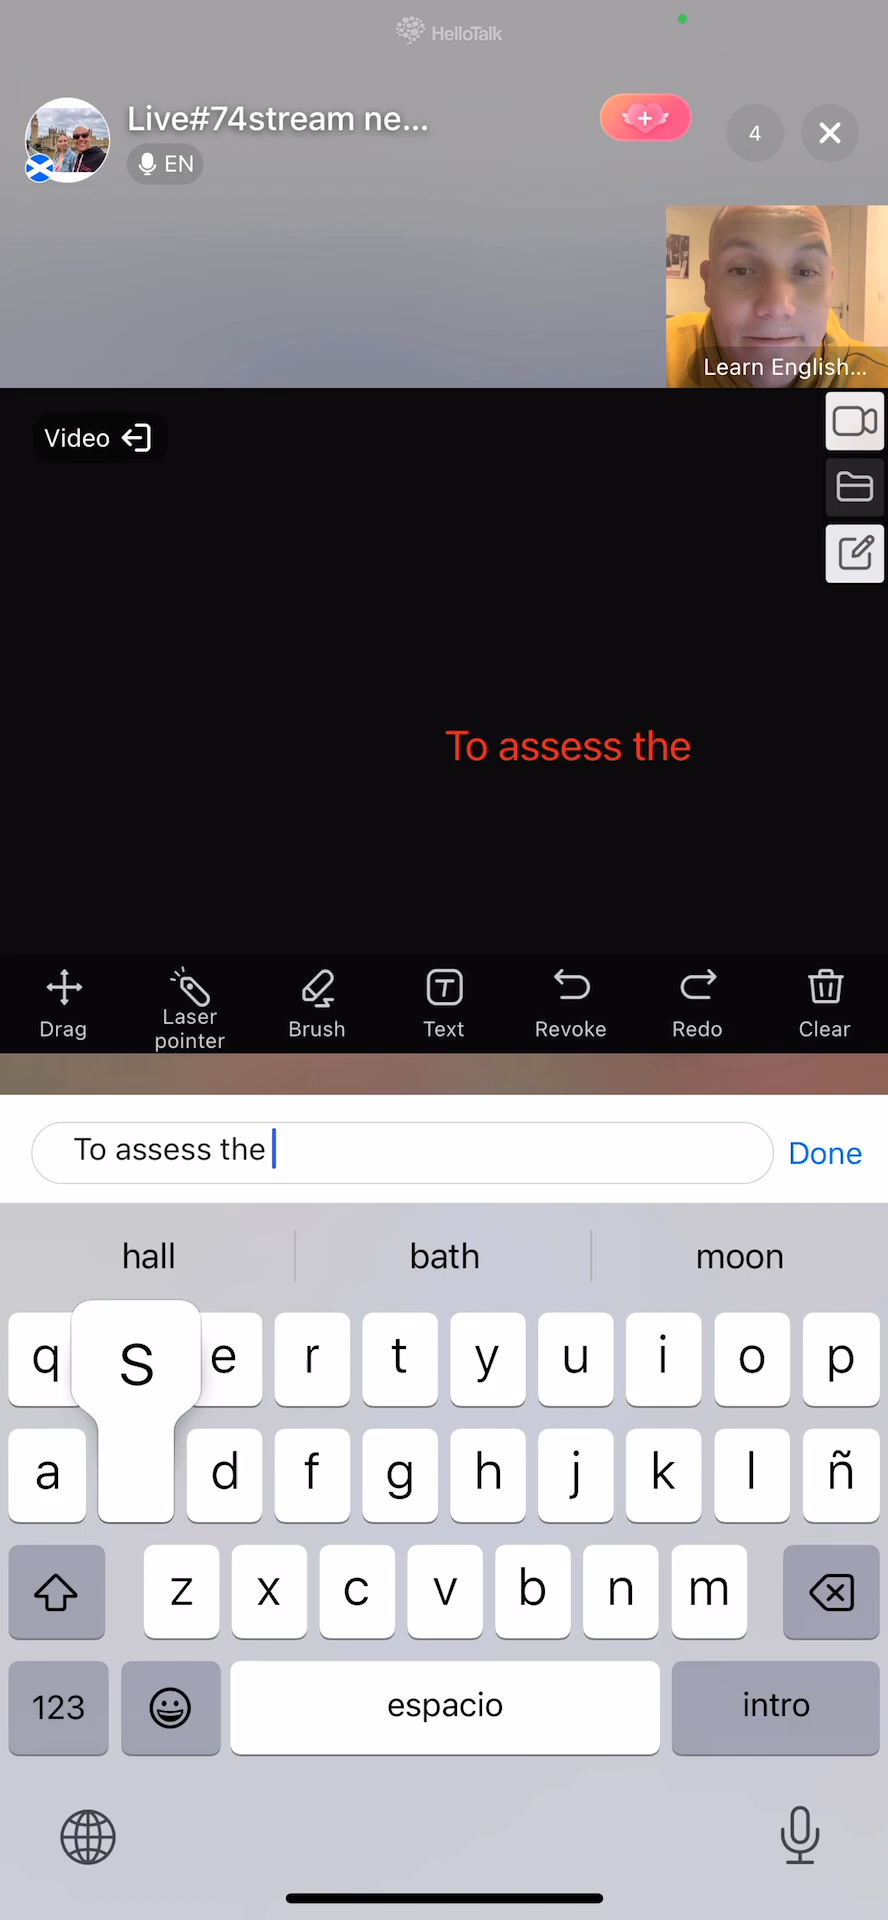 HelloTalk
Live#74stream ne...
EN
4
Learn English...
Video
To assess the
Drag
Laser pointer
Brush
Text
Revoke
Redo
Clear
To assess the
Done
hall bath moon
q s e r t y u i o p
a d f g h j k l ñ
z x c v b n m
123 espacio intro